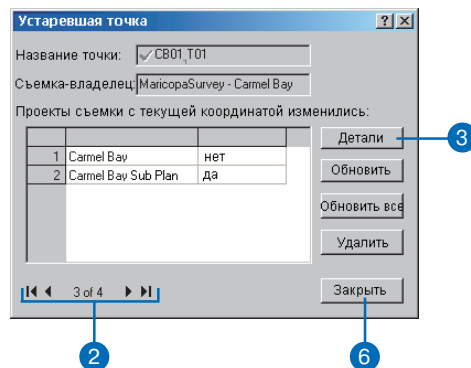 Устаревшая точка
Название точки: CB01_T01
Съемка-владелец: MaricopaSurvey - Carmel Bay
Проекты съемки с текущей координатой изменились:
Детали
3
1 Carmel Bay нет
2 Carmel Bay Sub Plan да
Обновить
Обновить все
Удалить
3 of 4
Закрыть
2
6